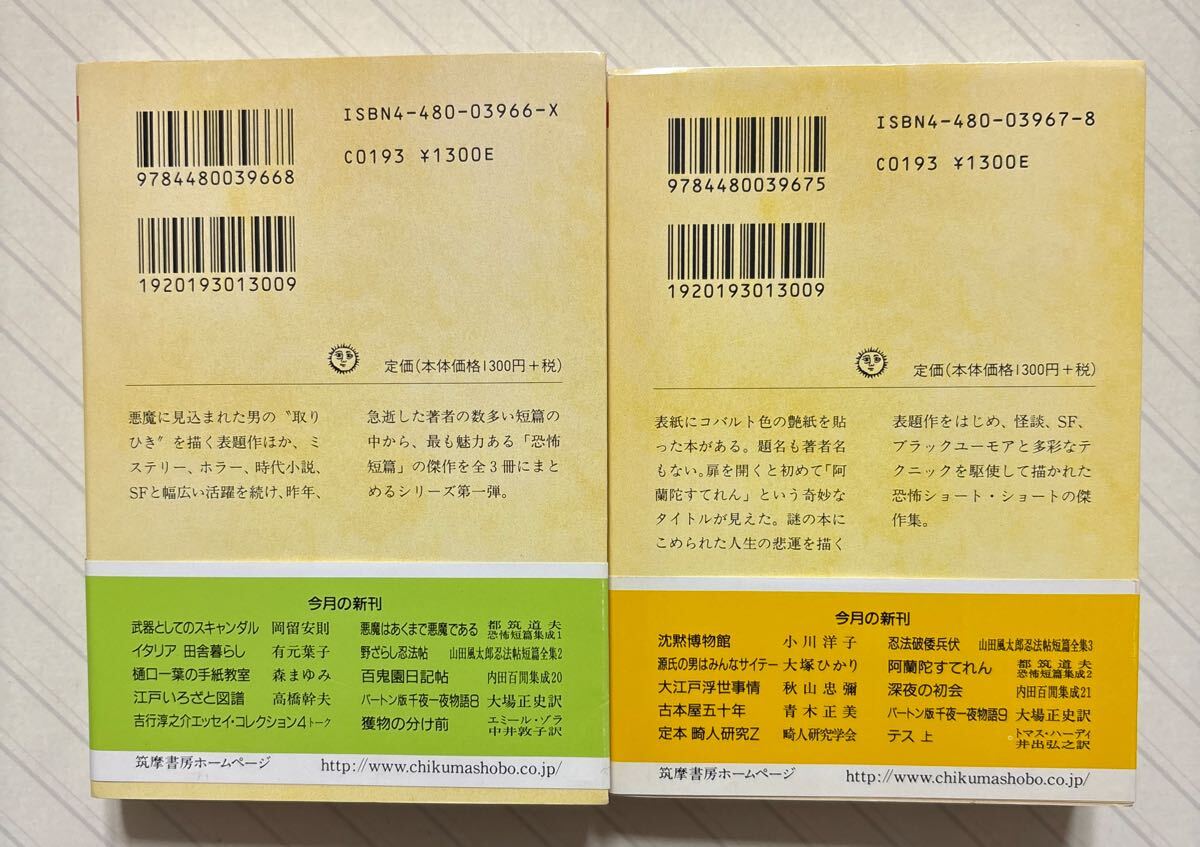 ISBN4-480-03966-X
C0193 ¥1300E
9784480039668
1920193013009
定価(本体価格1300円+税)
悪魔に見込まれた男の〝取り
ひき〟を描く表題作ほか、ミ
ステリー、ホラー、時代小説、
SFと幅広い活躍を続け、昨年、
急逝した著者の数多い短篇の
中から、最も魅力ある「恐怖
短篇」の傑作を全3冊にまと
めるシリーズ第一弾。
今月の新刊
武器としてのスキャンダル 岡留安則
イタリア 田舎暮らし 有元葉子
樋口一葉の手紙教室 森まゆみ
江戸いろざと図譜 高橋幹夫
吉行淳之介エッセイ・コレクション4 トーク
悪魔はあくまで悪魔である 都筑道夫 恐怖短篇集成1
野ざらし忍法帖 山田風太郎忍法帖短篇全集2
百鬼園日記帖 内田百閒集成20
バートン版 千夜一夜物語8 大場正史訳
獲物の分け前 エミール・ゾラ 中井敦子訳
筑摩書房ホームページ http://www.chikumashobo.co.jp/
ISBN4-480-03967-8
C0193 ¥1300E
9784480039675
1920193013009
定価(本体価格1300円+税)
表紙にコバルト色の艶紙を貼
った本がある。題名も著者名
もない。扉を開くと初めて「阿
蘭陀すてれん」という奇妙な
タイトルが見えた。謎の本に
こめられた人生の悲運を描く
表題作をはじめ、怪談、SF、
ブラックユーモアと多彩なテ
クニックを駆使して描かれた
恐怖ショート・ショートの傑
作集。
今月の新刊
沈黙博物館 小川洋子
源氏の男はみんなサイテー 大塚ひかり
大江戸浮世事情 秋山忠彌
古本屋五十年 青木正美
定本 畸人研究Z 畸人研究学会
忍法破倭兵伏 山田風太郎忍法帖短篇全集3
阿蘭陀すてれん 都筑道夫 恐怖短篇集成2
深夜の初会 内田百閒集成21
バートン版 千夜一夜物語9 大場正史訳
テス 上 トマス・ハーディ 井出弘之訳
筑摩書房ホームページ http://www.chikumashobo.co.jp/